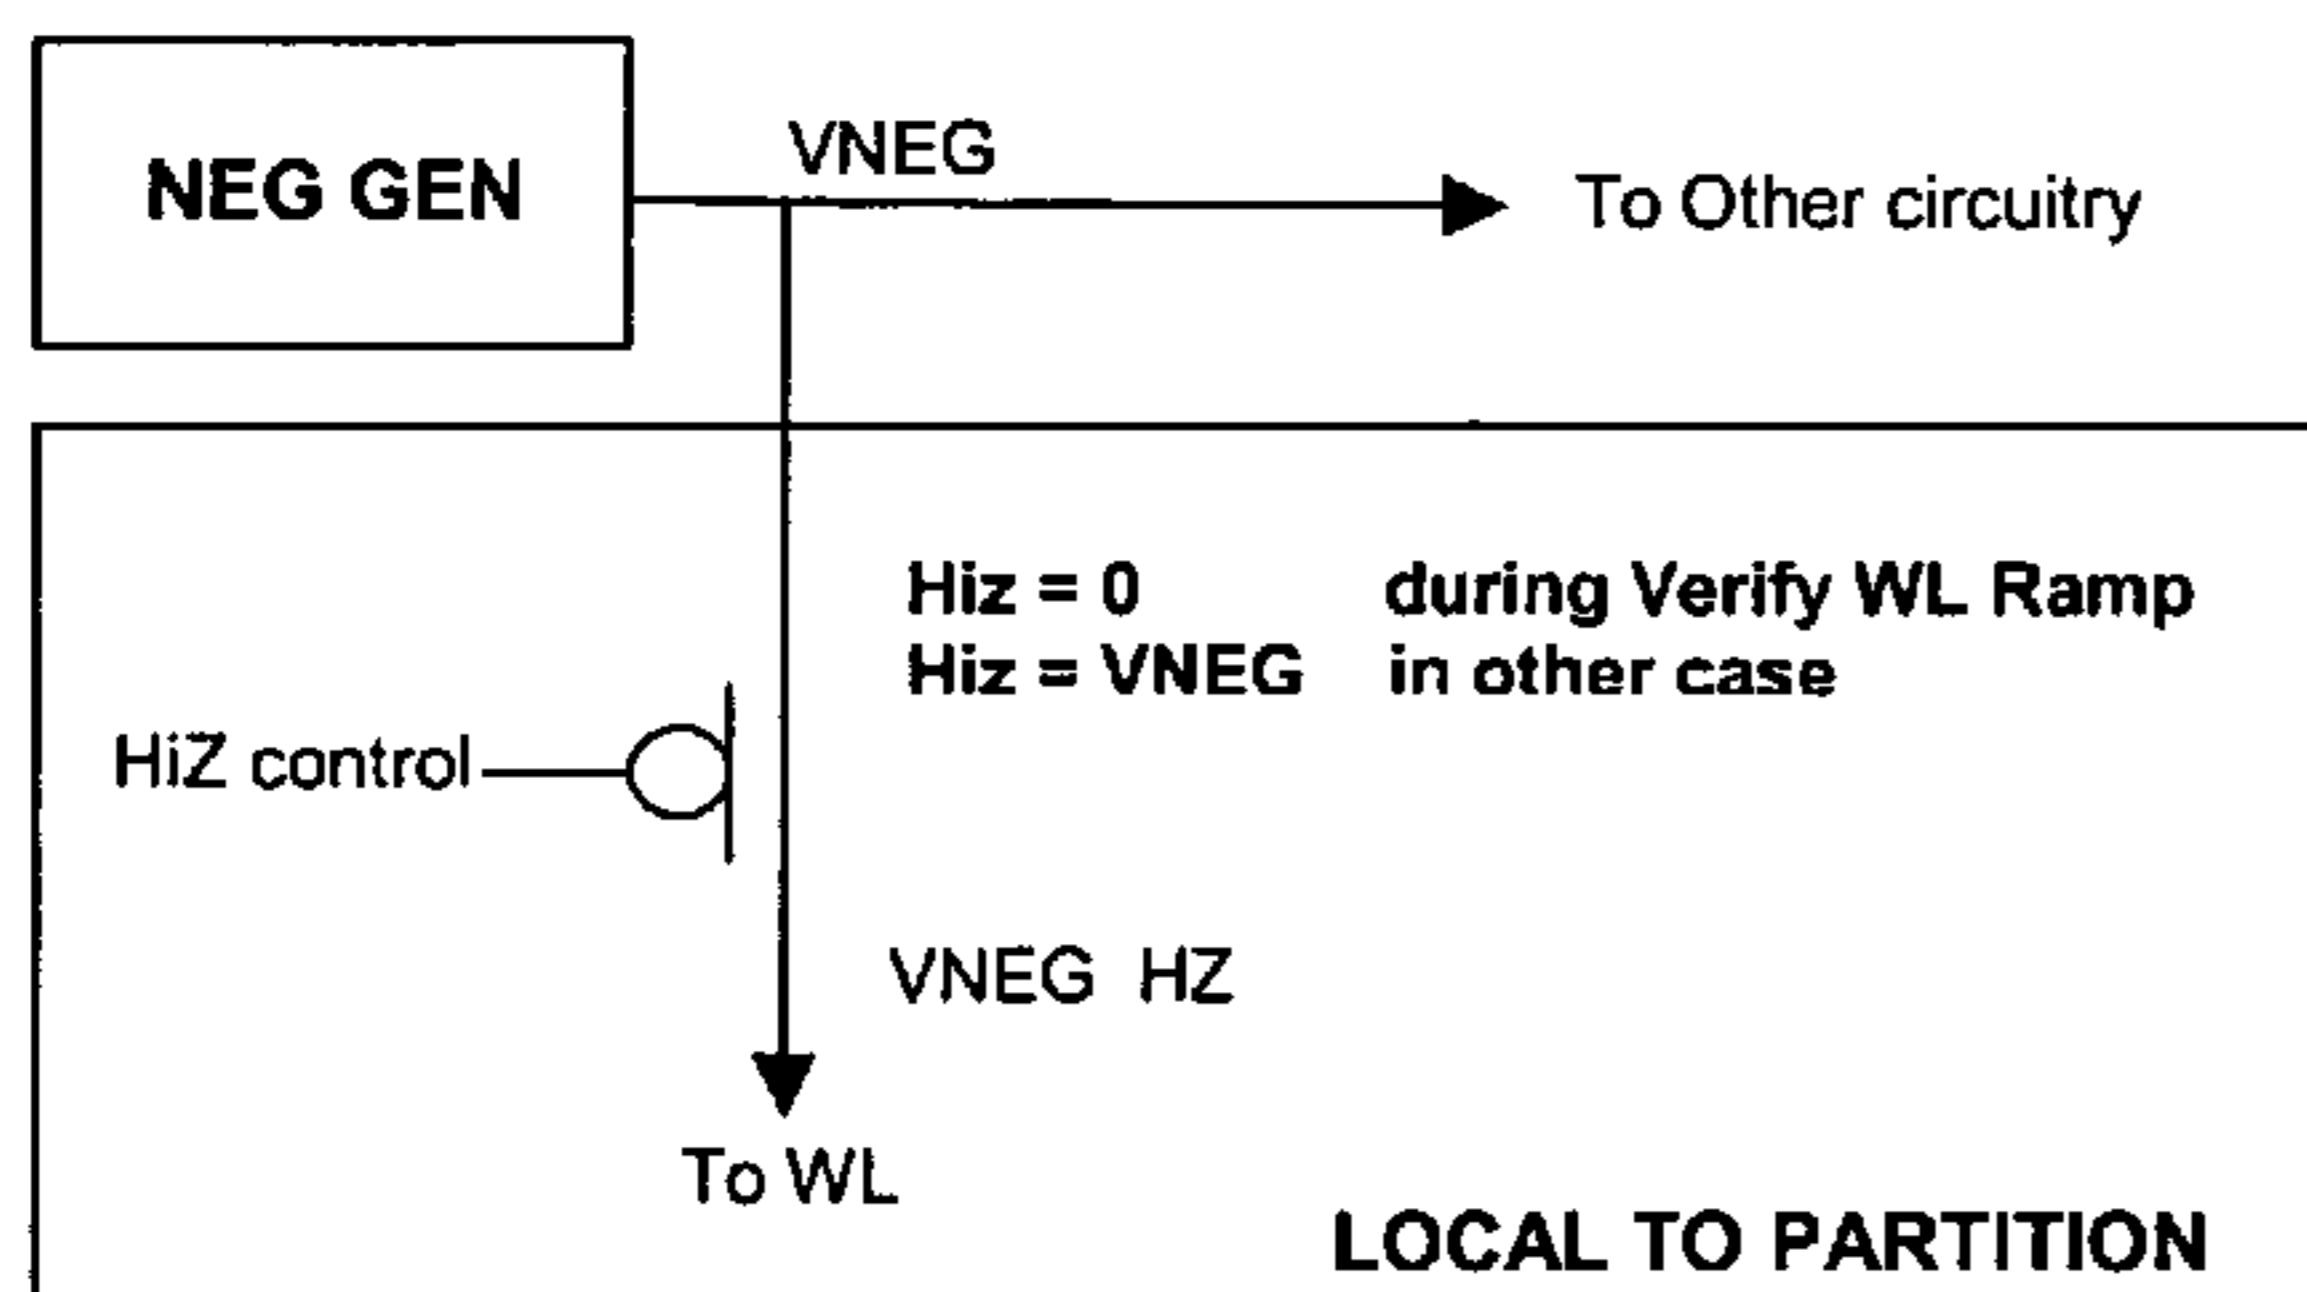 VNEG
NEG GEN
To Other circuitry
Hiz = 0 during Verify WL Ramp
Hiz = VNEG in other case
HiZ control
VNEG HZ
To WL
LOCAL TO PARTITION